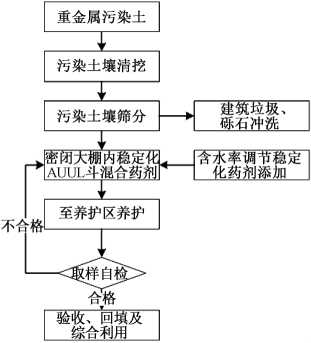 重金属污染土
污染土壤清挖
污染土壤筛分
建筑垃圾、
砾石冲洗
密闭大棚内稳定化
AUUL斗混合药剂
含水率调节稳定
化药剂添加
至养护区养护
不合格
取样自检
合格
验收、回填及
综合利用